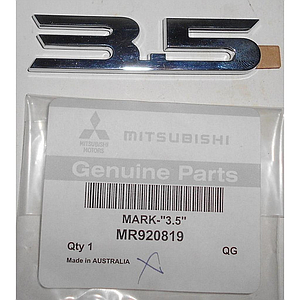 3.5
MITSUBISHI
MITSUBISHI
MOTORS
Genuine Parts
MARK-"3.5"
MR920819
Qty 1
QG
Made in AUSTRALIA